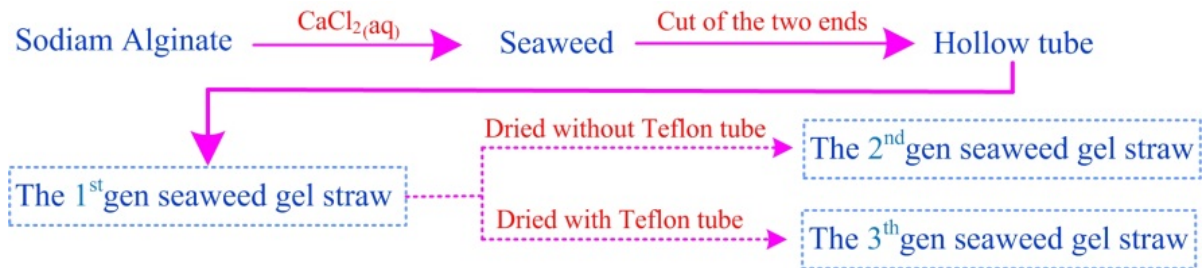 Sodiam Alginate
CaCl2(aq)
Seaweed
Cut of the two ends
Hollow tube
The 1st gen seaweed gel straw
Dried without Teflon tube
The 2nd gen seaweed gel straw
Dried with Teflon tube
The 3th gen seaweed gel straw